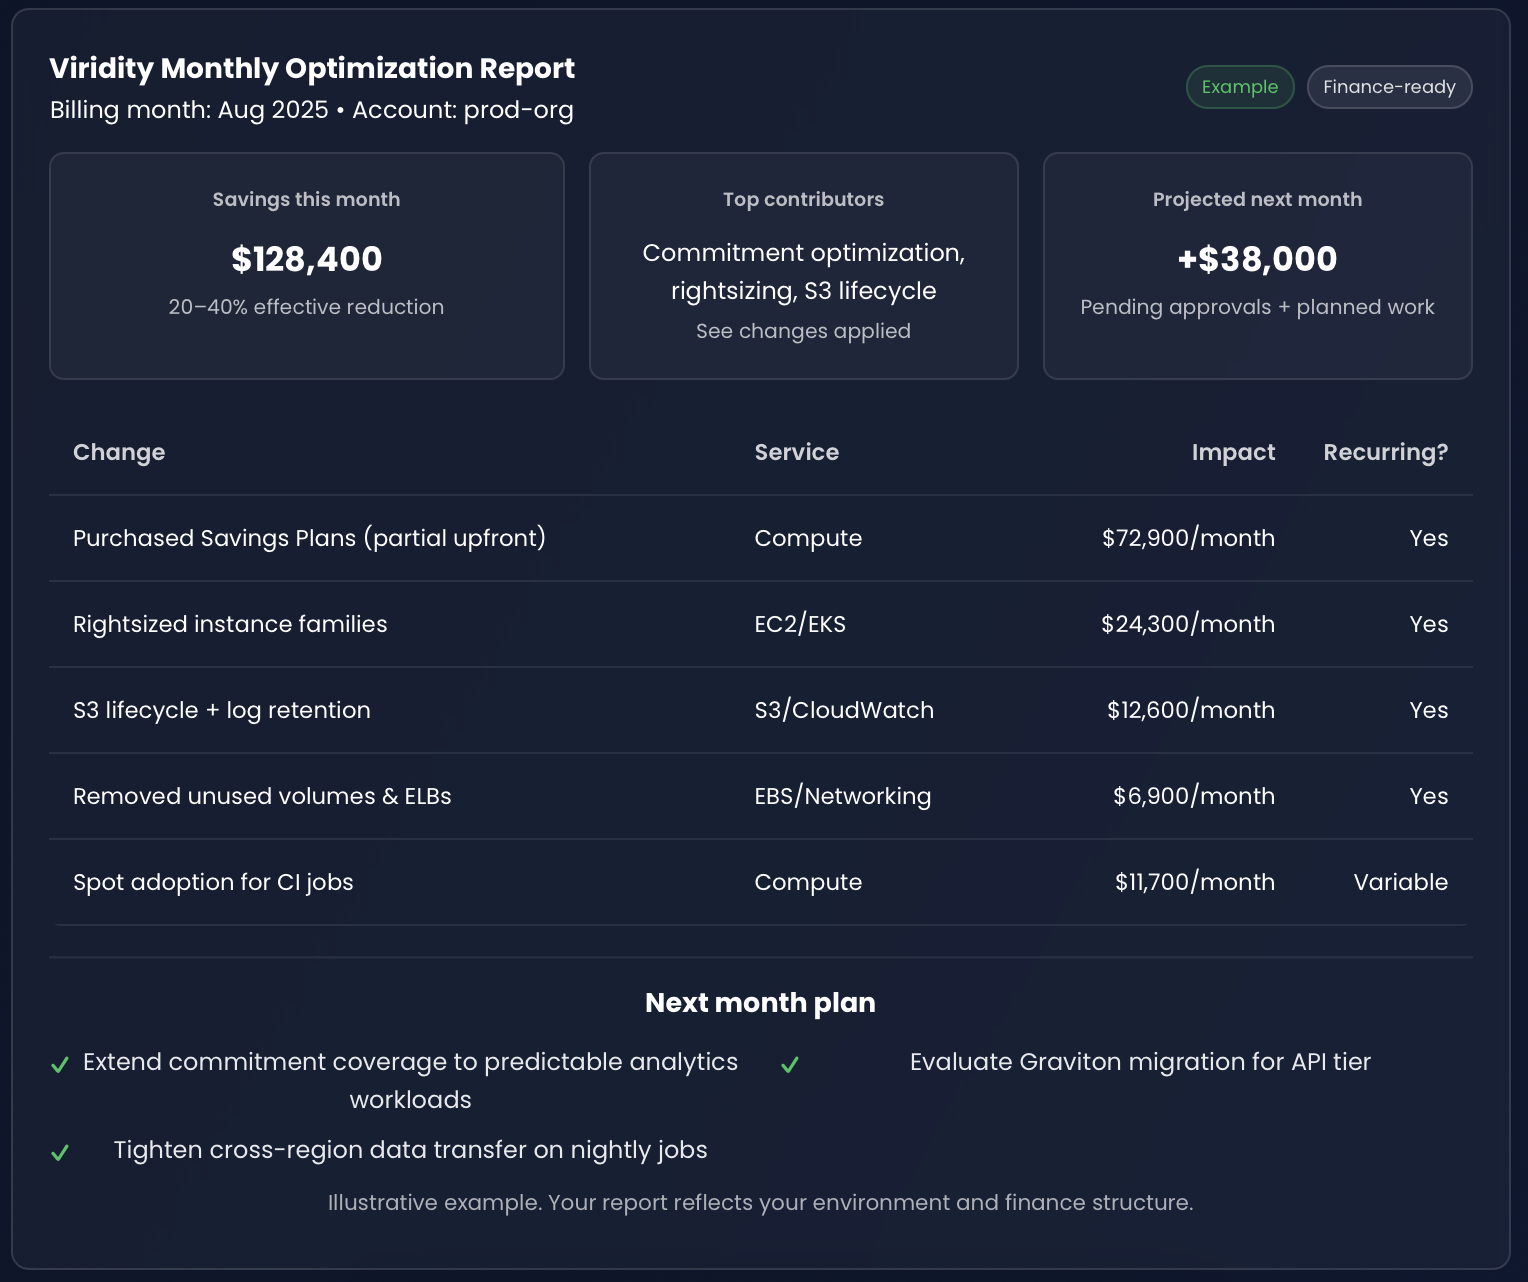 Viridity Monthly Optimization Report
Billing month: Aug 2025 • Account: prod-org
Example
Finance-ready
Savings this month
$128,400
20–40% effective reduction
Top contributors
Commitment optimization,
rightsizing, S3 lifecycle
See changes applied
Projected next month
+$38,000
Pending approvals + planned work
Change Service Impact Recurring?
Purchased Savings Plans (partial upfront) Compute $72,900/month Yes
Rightsized instance families EC2/EKS $24,300/month Yes
S3 lifecycle + log retention S3/CloudWatch $12,600/month Yes
Removed unused volumes & ELBs EBS/Networking $6,900/month Yes
Spot adoption for CI jobs Compute $11,700/month Variable
Next month plan
Extend commitment coverage to predictable analytics
workloads
Evaluate Graviton migration for API tier
Tighten cross-region data transfer on nightly jobs
Illustrative example. Your report reflects your environment and finance structure.